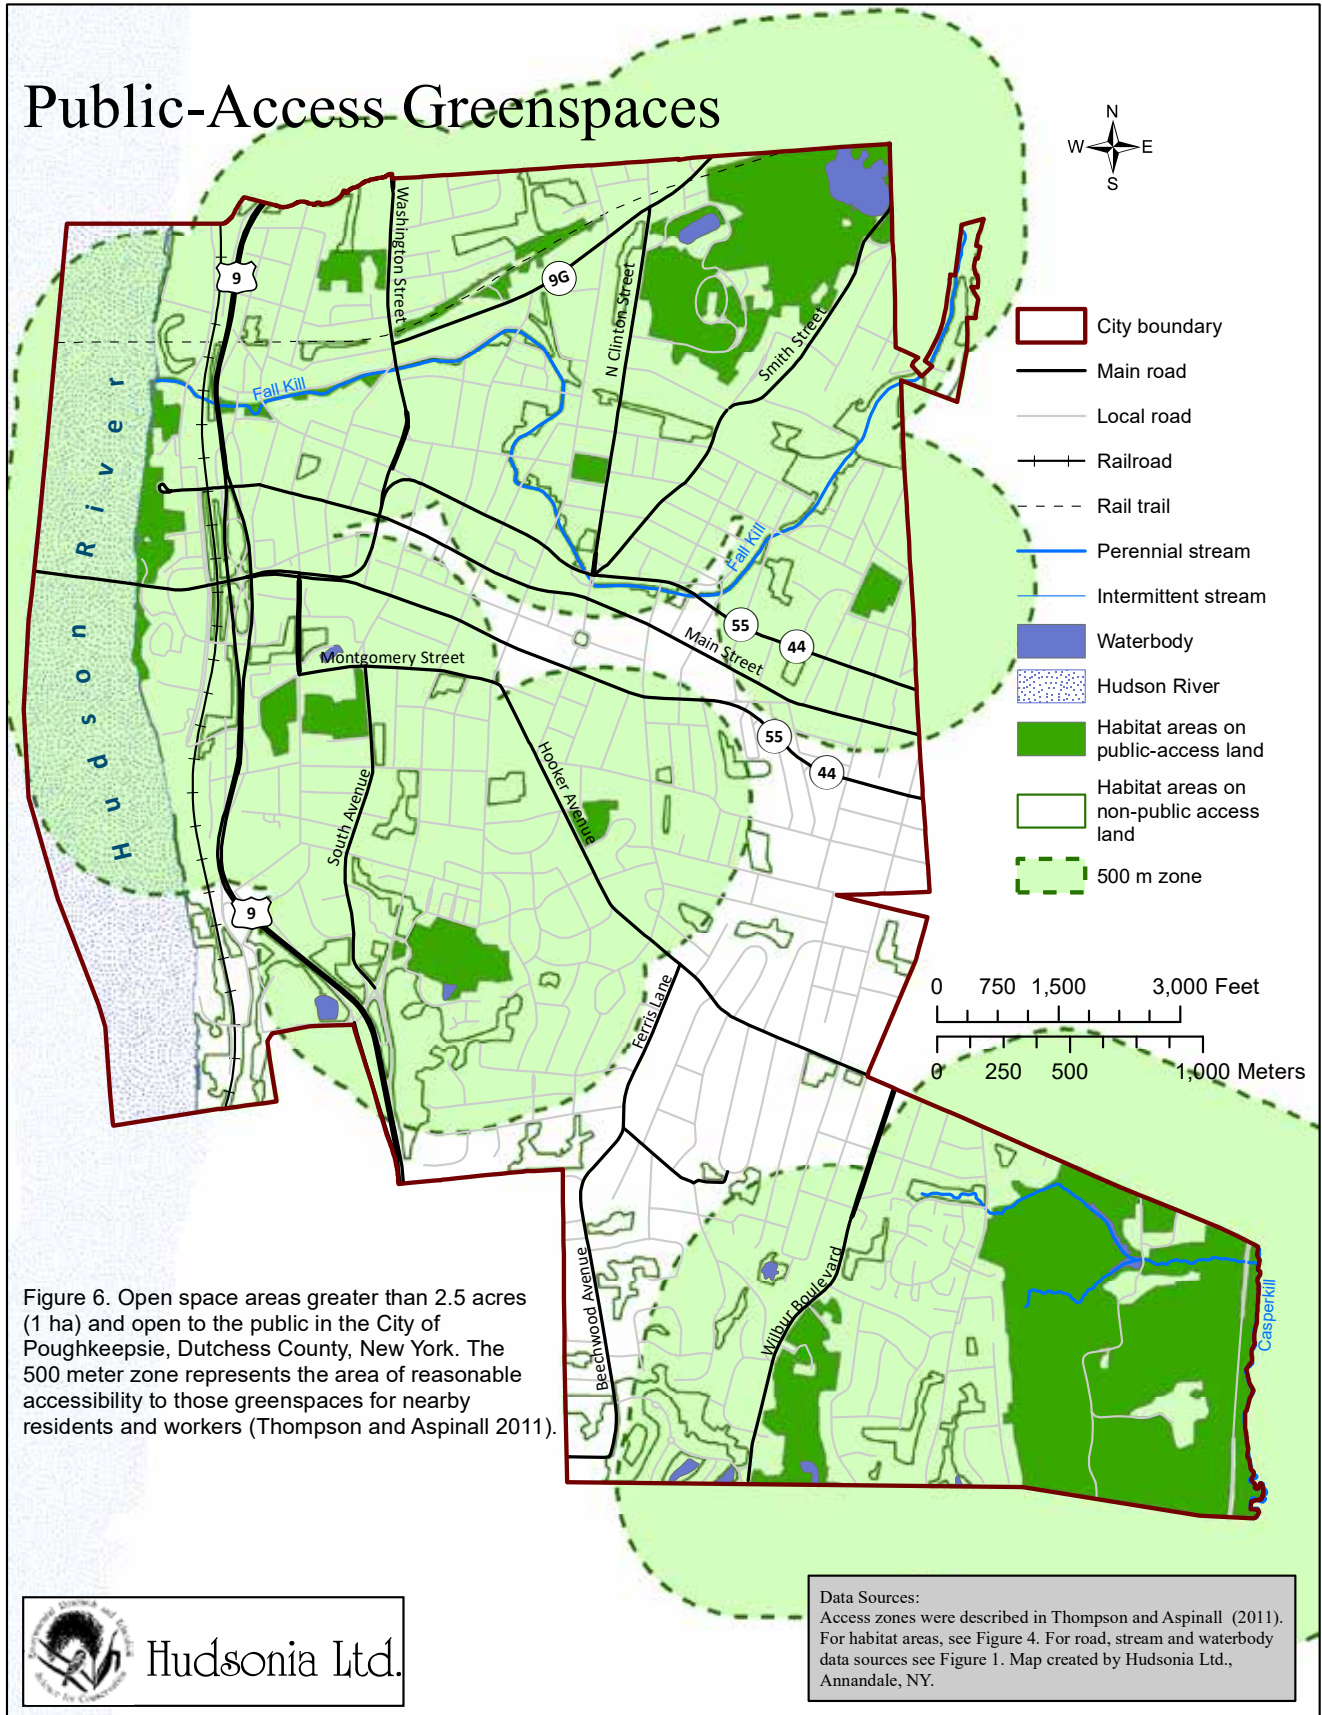 Public-Access Greenspaces
N
W
E
S
Washington Street
9
9G
N Clinton Street
Smith Street
Fall Kill
Hudson River
Fall Kill
55
44
Main Street
Montgomery Street
55
44
Hooker Avenue
South Avenue
9
Ferris Lane
Beechwood Avenue
Wilbur Boulevard
Casperkill
City boundary
Main road
Local road
Railroad
Rail trail
Perennial stream
Intermittent stream
Waterbody
Hudson River
Habitat areas on
public-access land
Habitat areas on
non-public access
land
500 m zone
0 750 1,500 3,000 Feet
0 250 500 1,000 Meters
Figure 6. Open space areas greater than 2.5 acres
(1 ha) and open to the public in the City of
Poughkeepsie, Dutchess County, New York. The
500 meter zone represents the area of reasonable
accessibility to those greenspaces for nearby
residents and workers (Thompson and Aspinall 2011).
Hudsonia Ltd.
Data Sources:
Access zones were described in Thompson and Aspinall (2011).
For habitat areas, see Figure 4. For road, stream and waterbody
data sources see Figure 1. Map created by Hudsonia Ltd.,
Annandale, NY.